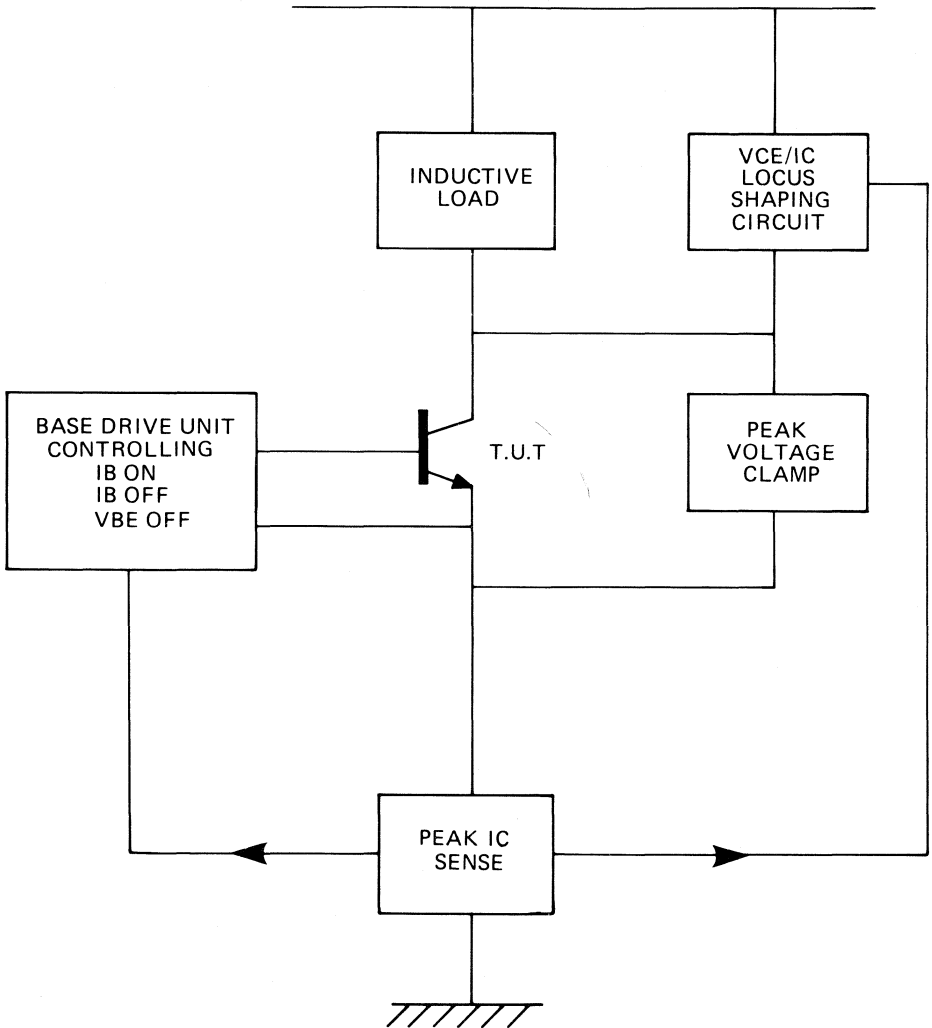 INDUCTIVE
LOAD
VCE/IC
LOCUS
SHAPING
CIRCUIT
BASE DRIVE UNIT
CONTROLLING
IB ON
IB OFF
VBE OFF
T.U.T
PEAK
VOLTAGE
CLAMP
PEAK IC
SENSE